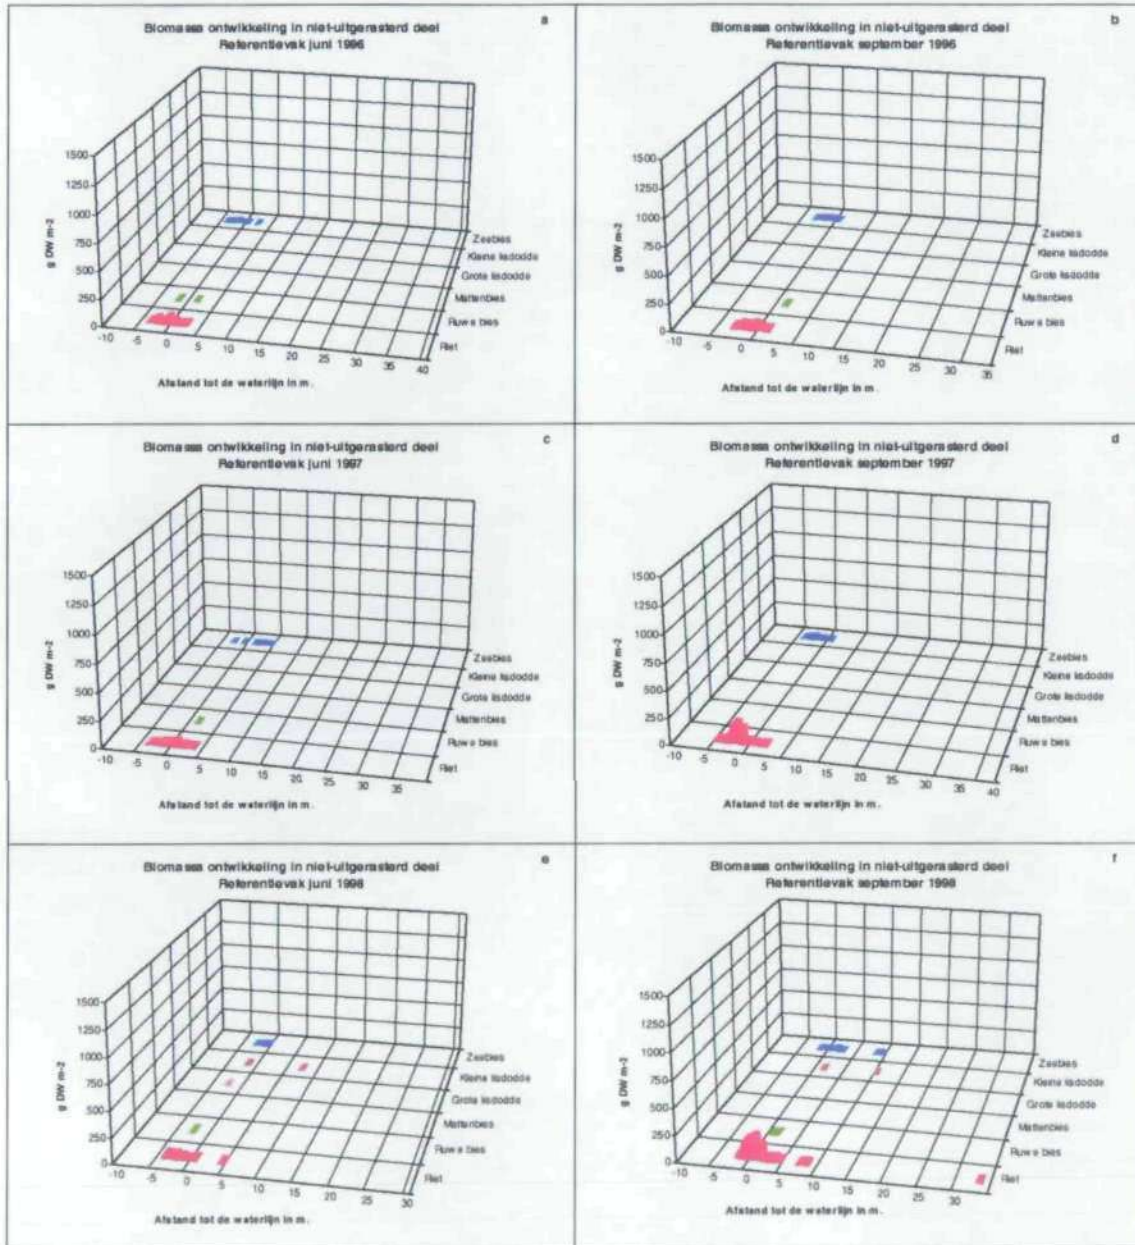 a
Biomassa ontwikkeling in niet-uitgerasterd deel
Referentievak juni 1996
1500
1250
1000
750
500
250
0
g DW m-2
-10 -5 0 5 10 15 20 25 30 35 40
Zeebies
Kleine lisdodde
Grote lisdodde
Mattenbies
Ruwe bies
Riet
Afstand tot de waterlijn in m.
b
Biomassa ontwikkeling in niet-uitgerasterd deel
Referentievak september 1996
1500
1250
1000
750
500
250
0
g DW m-2
-10 -5 0 5 10 15 20 25 30 35
Zeebies
Kleine lisdodde
Grote lisdodde
Mattenbies
Ruwe bies
Riet
Afstand tot de waterlijn in m.
c
Biomassa ontwikkeling in niet-uitgerasterd deel
Referentievak juni 1997
1500
1250
1000
750
500
250
0
g DW m-2
-10 -5 0 5 10 15 20 25 30 35
Zeebies
Kleine lisdodde
Grote lisdodde
Mattenbies
Ruwe bies
Riet
Afstand tot de waterlijn in m.
d
Biomassa ontwikkeling in niet-uitgerasterd deel
Referentievak september 1997
1500
1250
1000
750
500
250
0
g DW m-2
-10 -5 0 5 10 15 20 25 30 35 40
Zeebies
Kleine lisdodde
Grote lisdodde
Mattenbies
Ruwe bies
Riet
Afstand tot de waterlijn in m.
e
Biomassa ontwikkeling in niet-uitgerasterd deel
Referentievak juni 1998
1500
1250
1000
750
500
250
0
g DW m-2
-10 -5 0 5 10 15 20 25 30
Zeebies
Kleine lisdodde
Grote lisdodde
Mattenbies
Ruwe bies
Riet
Afstand tot de waterlijn in m.
f
Biomassa ontwikkeling in niet-uitgerasterd deel
Referentievak september 1998
1500
1250
1000
750
500
250
0
g DW m-2
-10 -5 0 5 10 15 20 25 30
Zeebies
Kleine lisdodde
Grote lisdodde
Mattenbies
Ruwe bies
Riet
Afstand tot de waterlijn in m.